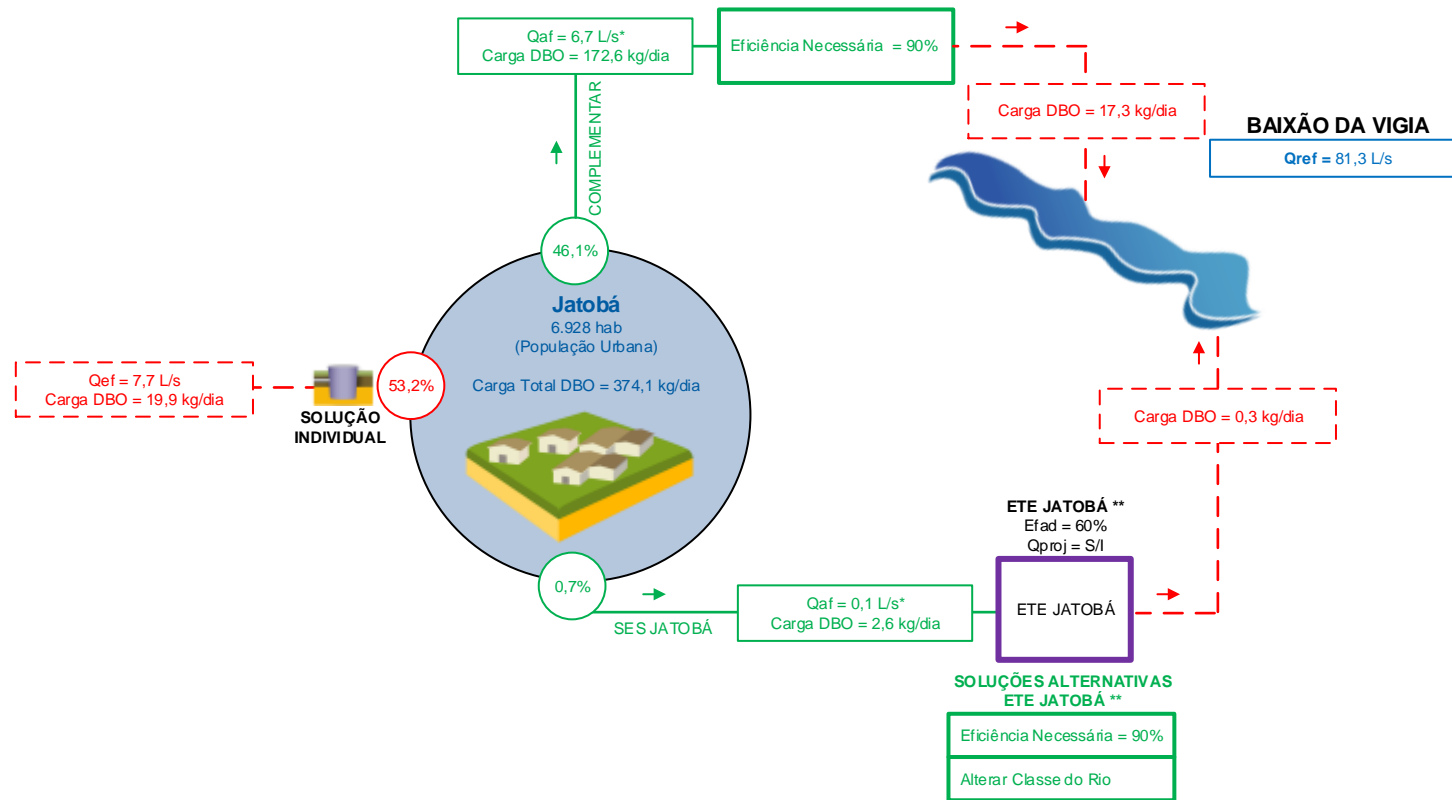 Qaf = 6,7 L/s*
Carga DBO = 172,6 kg/dia
Eficiência Necessária = 90%
Carga DBO = 17,3 kg/dia
BAIXÃO DA VIGIA
Qref = 81,3 L/s
COMPLEMENTAR
46,1%
Jatobá
6.928 hab
(População Urbana)
Carga Total DBO = 374,1 kg/dia
Qef = 7,7 L/s
Carga DBO = 19,9 kg/dia
SOLUÇÃO
INDIVIDUAL
53,2%
Carga DBO = 0,3 kg/dia
ETE JATOBÁ **
Efad = 60%
Qproj = S/I
0,7%
SES JATOBÁ
Qaf = 0,1 L/s*
Carga DBO = 2,6 kg/dia
ETE JATOBÁ
SOLUÇÕES ALTERNATIVAS
ETE JATOBÁ **
Eficiência Necessária = 90%
Alterar Classe do Rio